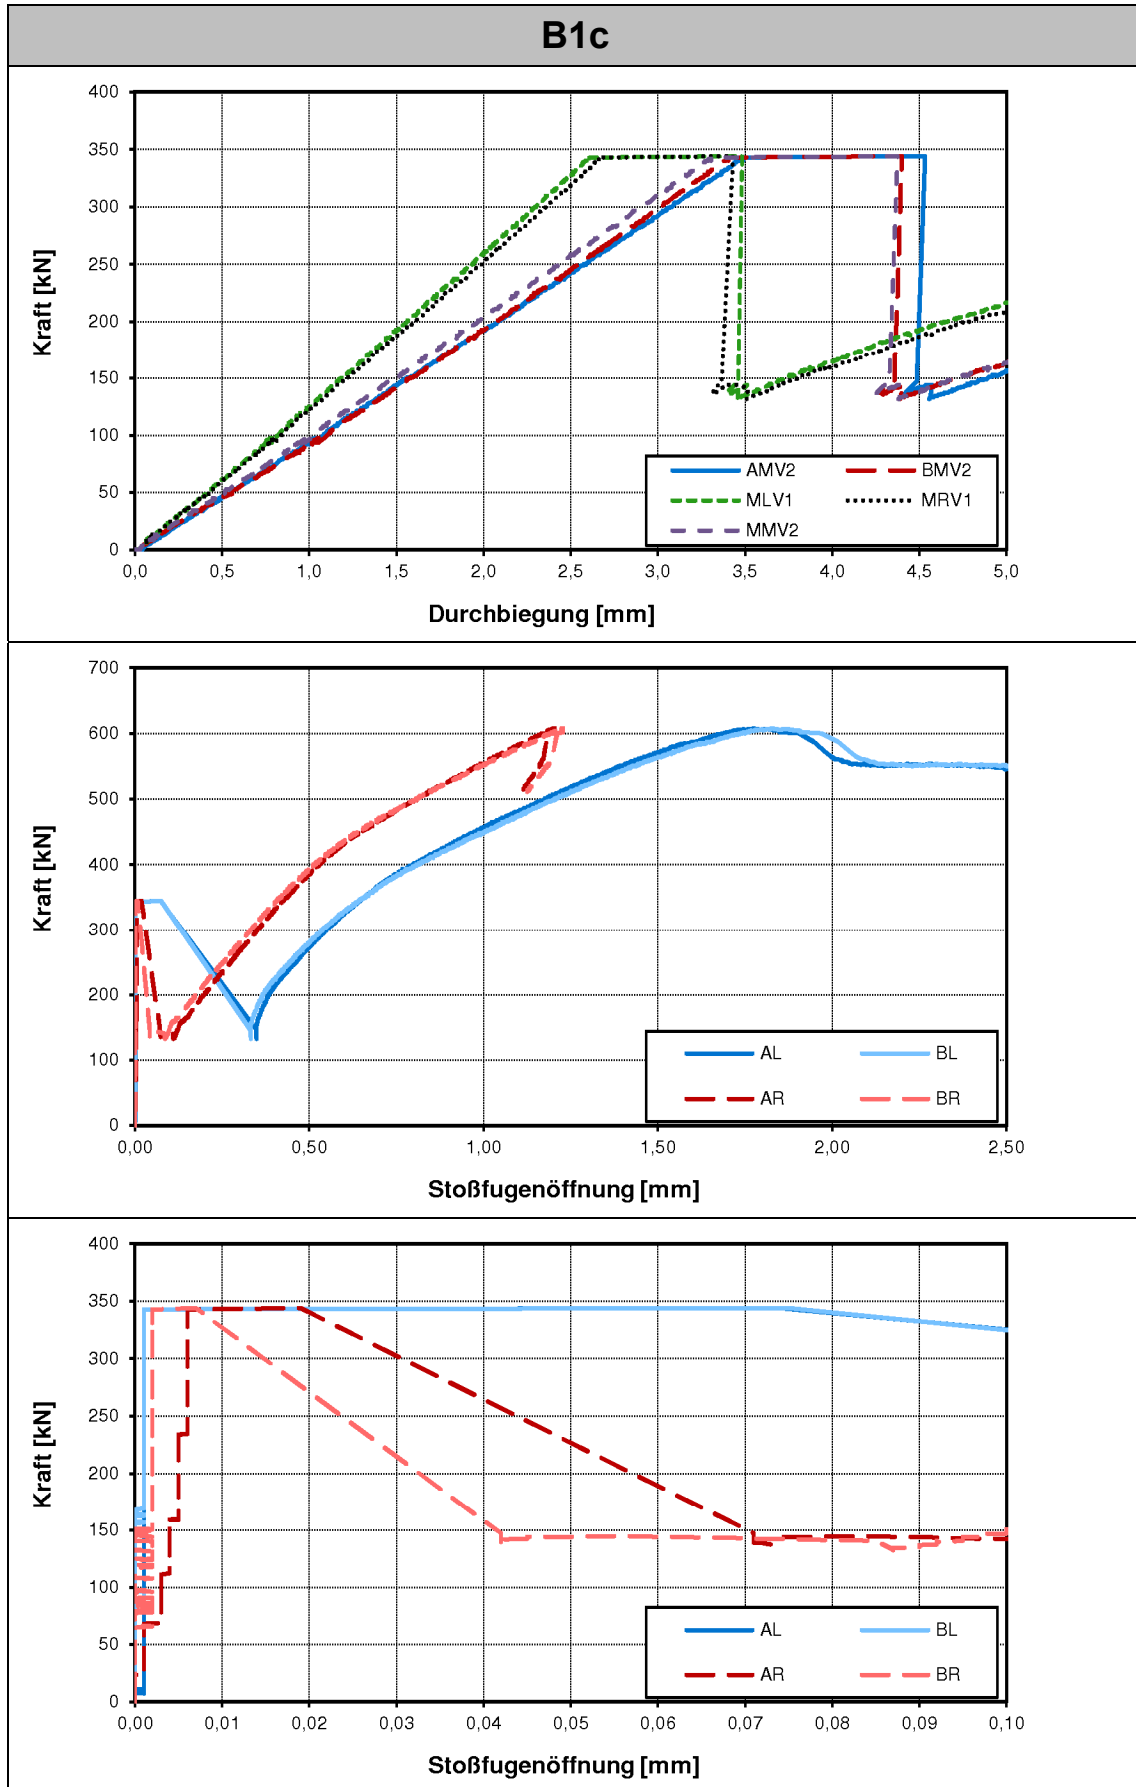 B1c
400
350
300
250
200
150
100
50
0
Kraft [kN]
0,0 0,5 1,0 1,5 2,0 2,5 3,0 3,5 4,0 4,5 5,0
Durchbiegung [mm]
AMV2 BMV2
MLV1 MRV1
MMV2
700
600
500
400
300
200
100
0
Kraft [kN]
0,00 0,50 1,00 1,50 2,00 2,50
Stoßfugenöffnung [mm]
AL BL
AR BR
400
350
300
250
200
150
100
50
0
Kraft [kN]
0,00 0,01 0,02 0,03 0,04 0,05 0,06 0,07 0,08 0,09 0,10
Stoßfugenöffnung [mm]
AL BL
AR BR